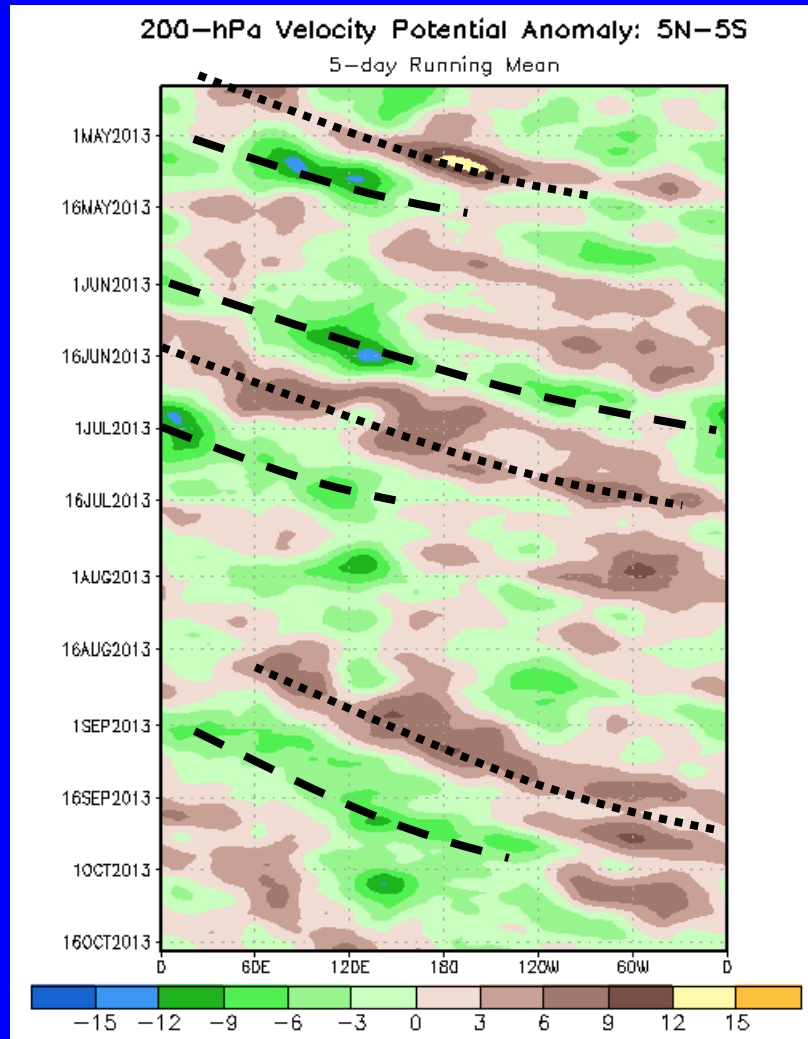 200-hPa Velocity Potential Anomaly: 5N-5S
5-day Running Mean
1MAY2013
16MAY2013
1JUN2013
16JUN2013
1JUL2013
16JUL2013
1AUG2013
16AUG2013
1SEP2013
16SEP2013
1OCT2013
16OCT2013
0 60E 120E 180 120W 60W 0
-15 -12 -9 -6 -3 0 3 6 9 12 15